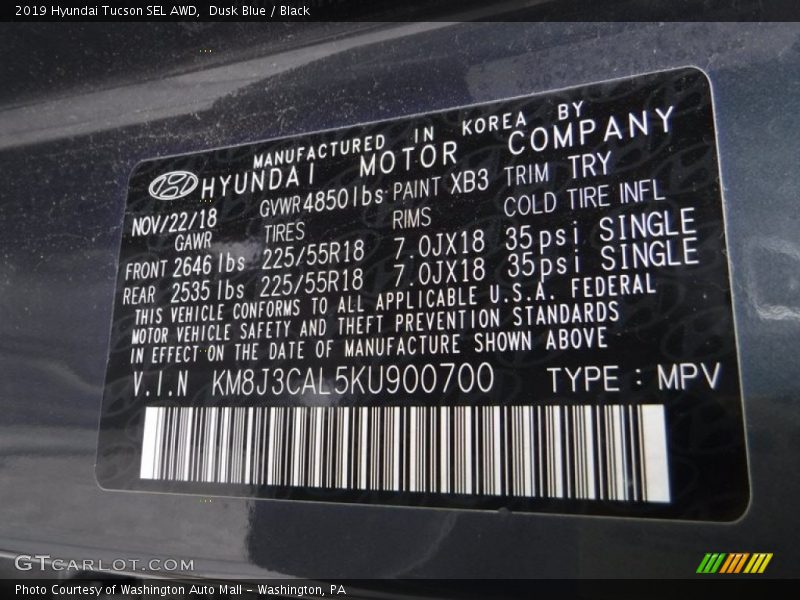 2019 Hyundai Tucson SEL AWD,  Dusk Blue / Black
MANUFACTURED IN KOREA BY
HYUNDAI MOTOR COMPANY
NOV/22/18 GVWR 4850lbs PAINT XB3 TRIM TRY
GAWR TIRES RIMS COLD TIRE INFL
FRONT 2646 lbs 225/55R18 7.0JX18 35psi SINGLE
REAR 2535 lbs 225/55R18 7.0JX18 35psi SINGLE
THIS VEHICLE CONFORMS TO ALL APPLICABLE U.S.A. FEDERAL
MOTOR VEHICLE SAFETY AND THEFT PREVENTION STANDARDS
IN EFFECT ON THE DATE OF MANUFACTURE SHOWN ABOVE
V.I.N KM8J3CAL5KU900700 TYPE : MPV
GTCARLOT.COM
Photo Courtesy of Washington Auto Mall - Washington, PA